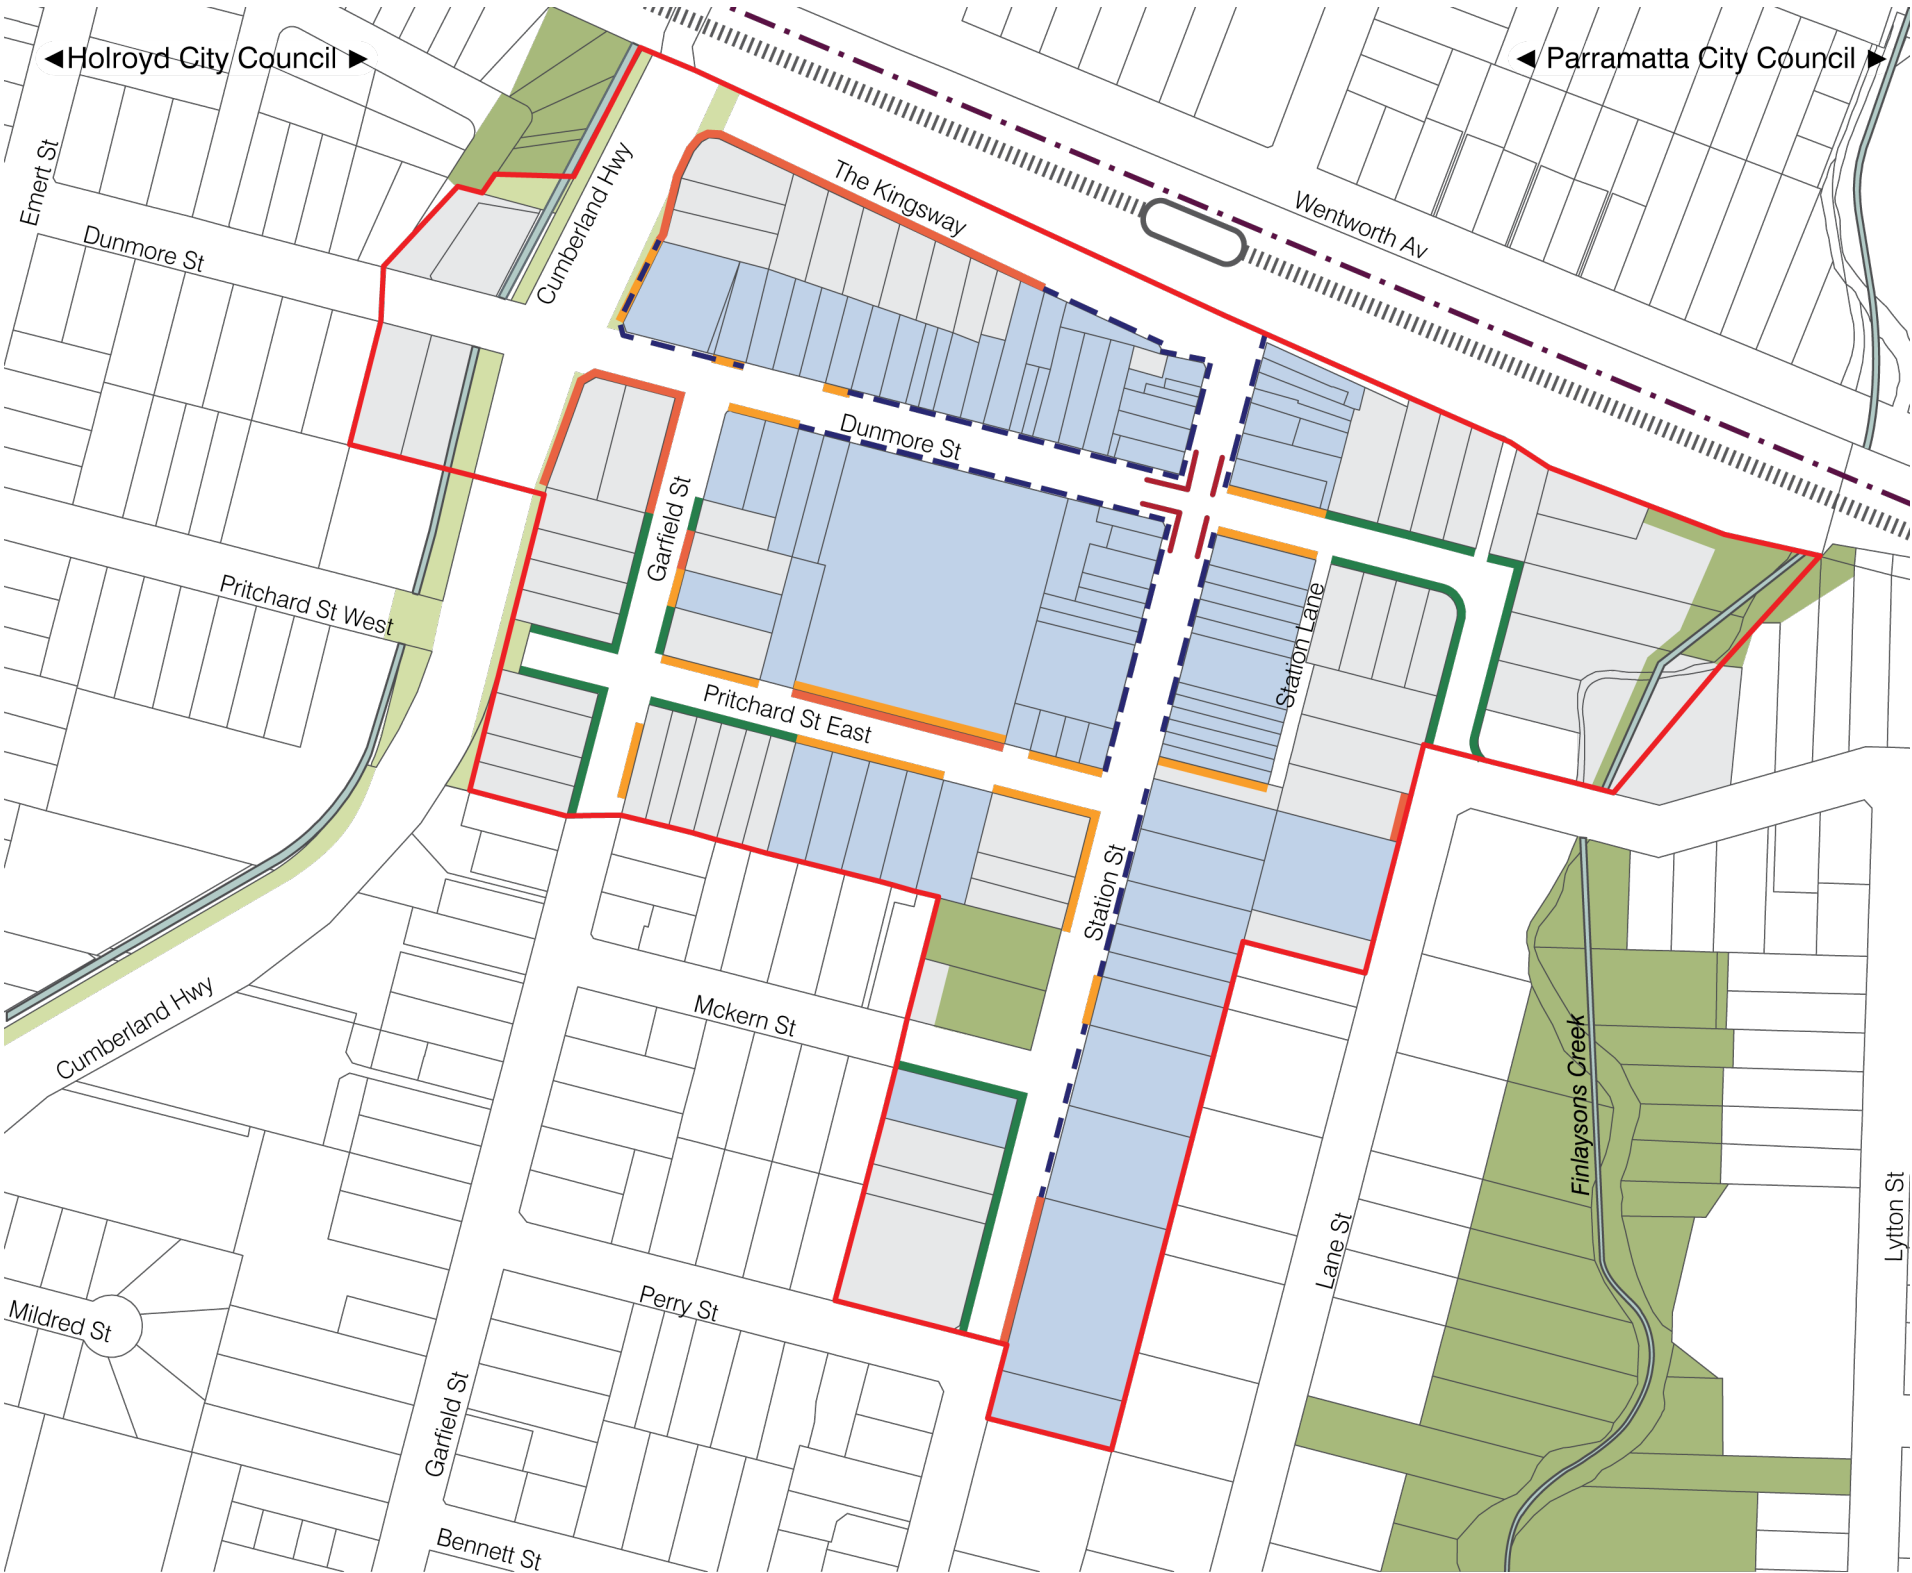 ◄Holroyd City Council ►
◄ Parramatta City Council ►
Emert St
Dunmore St
Cumberland Hwy
The Kingsway
Wentworth Av
Dunmore St
Garfield St
Pritchard St West
Station Lane
Pritchard St East
Station St
Cumberland Hwy
Mckern St
Finlaysons Creek
Lane St
Lytton St
Mildred St
Perry St
Garfield St
Bennett St